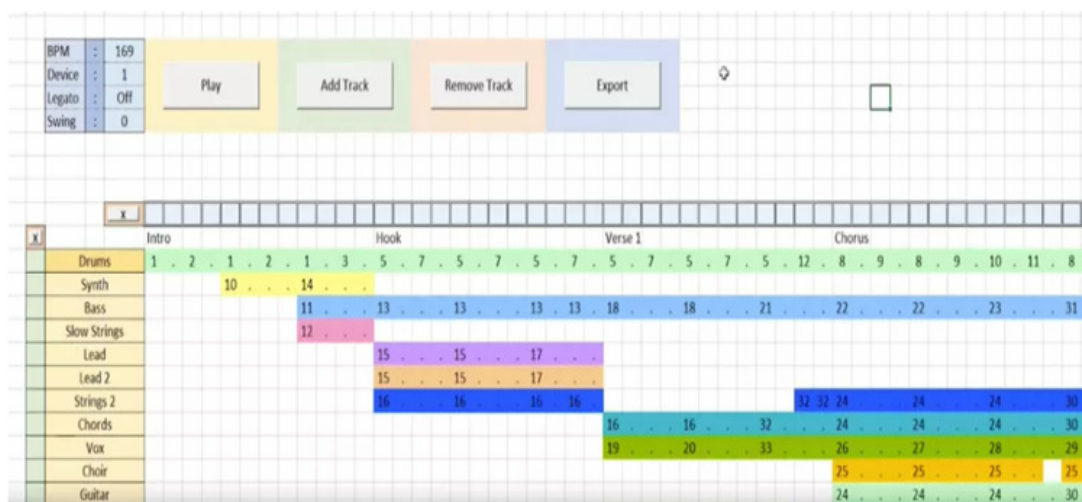 BPM : 169
Device : 1
Legato : Off
Swing : 0
Play
Add Track
Remove Track
Export
x
x
Intro Hook Verse 1 Chorus
Drums 1 . 2 . 1 . 2 . 1 . 3 . 5 . 7 . 5 . 7 . 5 . 7 . 5 . 7 . 5 . 7 . 5 . 12 . 8 . 9 . 8 . 9 . 10 . 11 . 8
Synth 10 . . . 14 . . .
Bass 11 . . . 13 . . . 13 . . . 13 . 13 . 18 . . . 18 . . . 21 . . . 22 . . . 22 . . . 23 . . . 31
Slow Strings 12 . . .
Lead 15 . . . 15 . . . 17 . . .
Lead 2 15 . . . 15 . . . 17 . . .
Strings 2 16 . . . 16 . . . 16 . 16 . 32 32 24 . . . 24 . . . 24 . . . 30
Chords 16 . . . 16 . . . 32 . . . 24 . . . 24 . . . 24 . . . 30
Vox 19 . . . 20 . . . 33 . . . 26 . . . 27 . . . 28 . . . 29
Choir 25 . . . 25 . . . 25 . . 25
Guitar 24 . . . 24 . . . 24 . . . 30